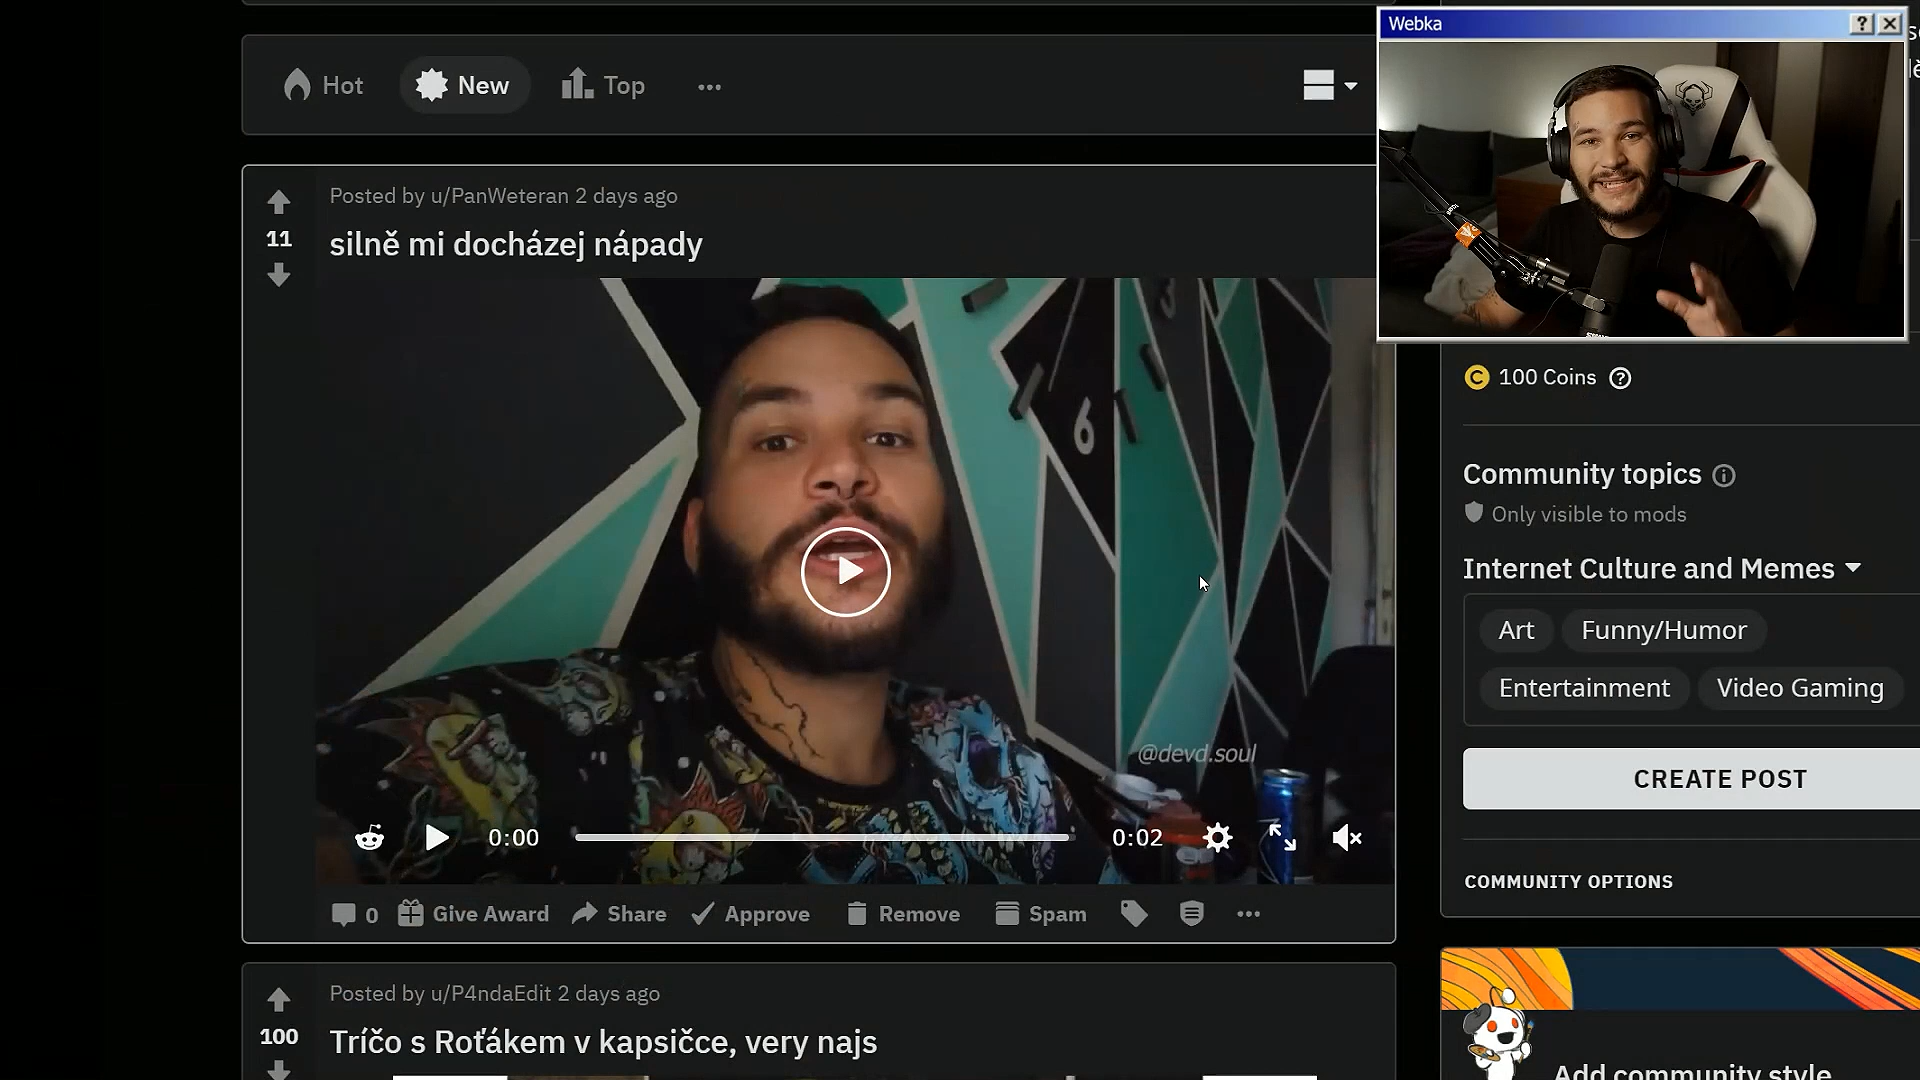 Webka
Hot
New
Top
Posted by u/PanWeteran 2 days ago
11
silně mi docházej nápady
6
@devd.soul
0:00
0:02
0
Give Award
Share
Approve
Remove
Spam
100 Coins
Community topics
Only visible to mods
Internet Culture and Memes
Art
Funny/Humor
Entertainment
Video Gaming
CREATE POST
COMMUNITY OPTIONS
Add community style
Posted by u/P4ndaEdit 2 days ago
100
Tríčo s Roťákem v kapsičce, very najs